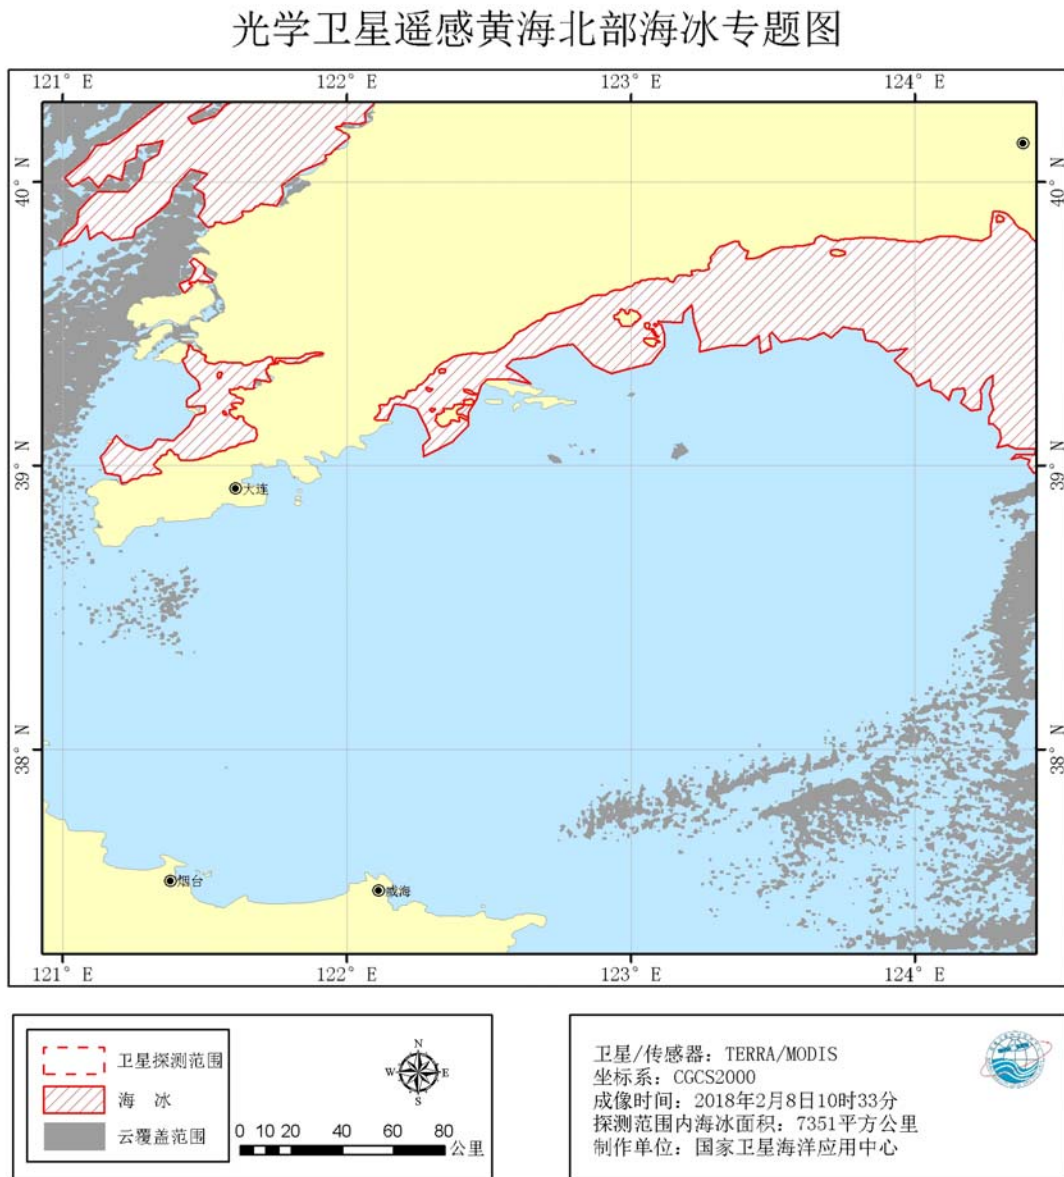 光学卫星遥感黄海北部海冰专题图
121° E 122° E 123° E 124° E
40° N 40° N
39° N 39° N
大连
38° N 38° N
烟台
威海
121° E 122° E 123° E 124° E
卫星探测范围
海 冰
云覆盖范围
N
W E
S
0 10 20 40 60 80
公里
卫星/传感器：TERRA/MODIS
坐标系：CGCS2000
成像时间：2018年2月8日10时33分
探测范围内海冰面积：7351平方公里
制作单位：国家卫星海洋应用中心